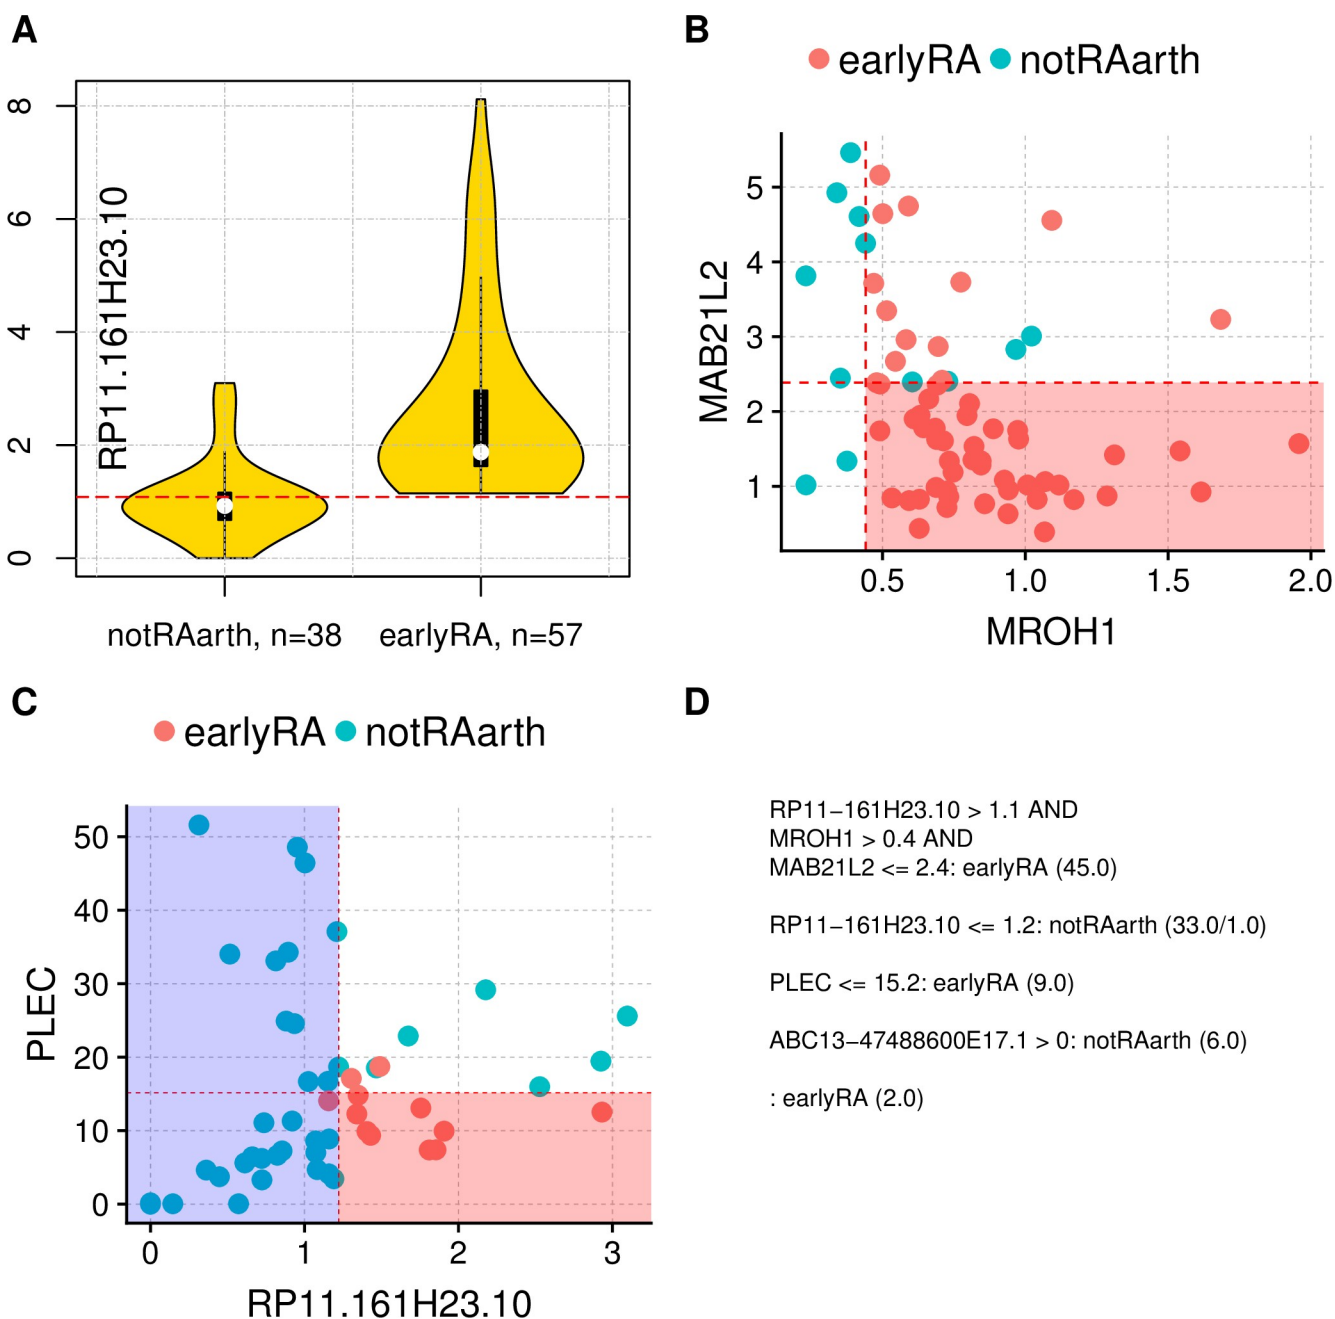 A
RP11.161H23.10
8
6
4
2
0
notRAarth, n=38
earlyRA, n=57
B
earlyRA
notRAarth
MAB21L2
5
4
3
2
1
0.5
1.0
1.5
2.0
MROH1
C
earlyRA
notRAarth
PLEC
50
40
30
20
10
0
0
1
2
3
RP11.161H23.10
D
RP11−161H23.10 > 1.1 AND
MROH1 > 0.4 AND
MAB21L2 <= 2.4: earlyRA (45.0)
RP11−161H23.10 <= 1.2: notRAarth (33.0/1.0)
PLEC <= 15.2: earlyRA (9.0)
ABC13−47488600E17.1 > 0: notRAarth (6.0)
: earlyRA (2.0)